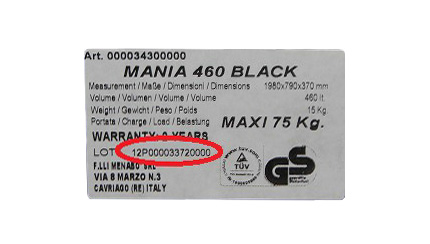 Art. 000034300000
MANIA 460 BLACK
Measurement / Maße / Dimensioni / Dimensions 1980x790x370 mm
Volume / Volumen / Volume / Volume 460 lt.
Weight / Gewicht / Peso / Poids 15 Kg.
Portata / Charge / Load / Belastung MAXI 75 Kg.
WARRANTY: YEARS
LOT 12P000033720000
F.LLI MENABO' SRL
VIA 8 MARZO N.3
CAVRIAGO (RE) ITALY
TÜV
GS